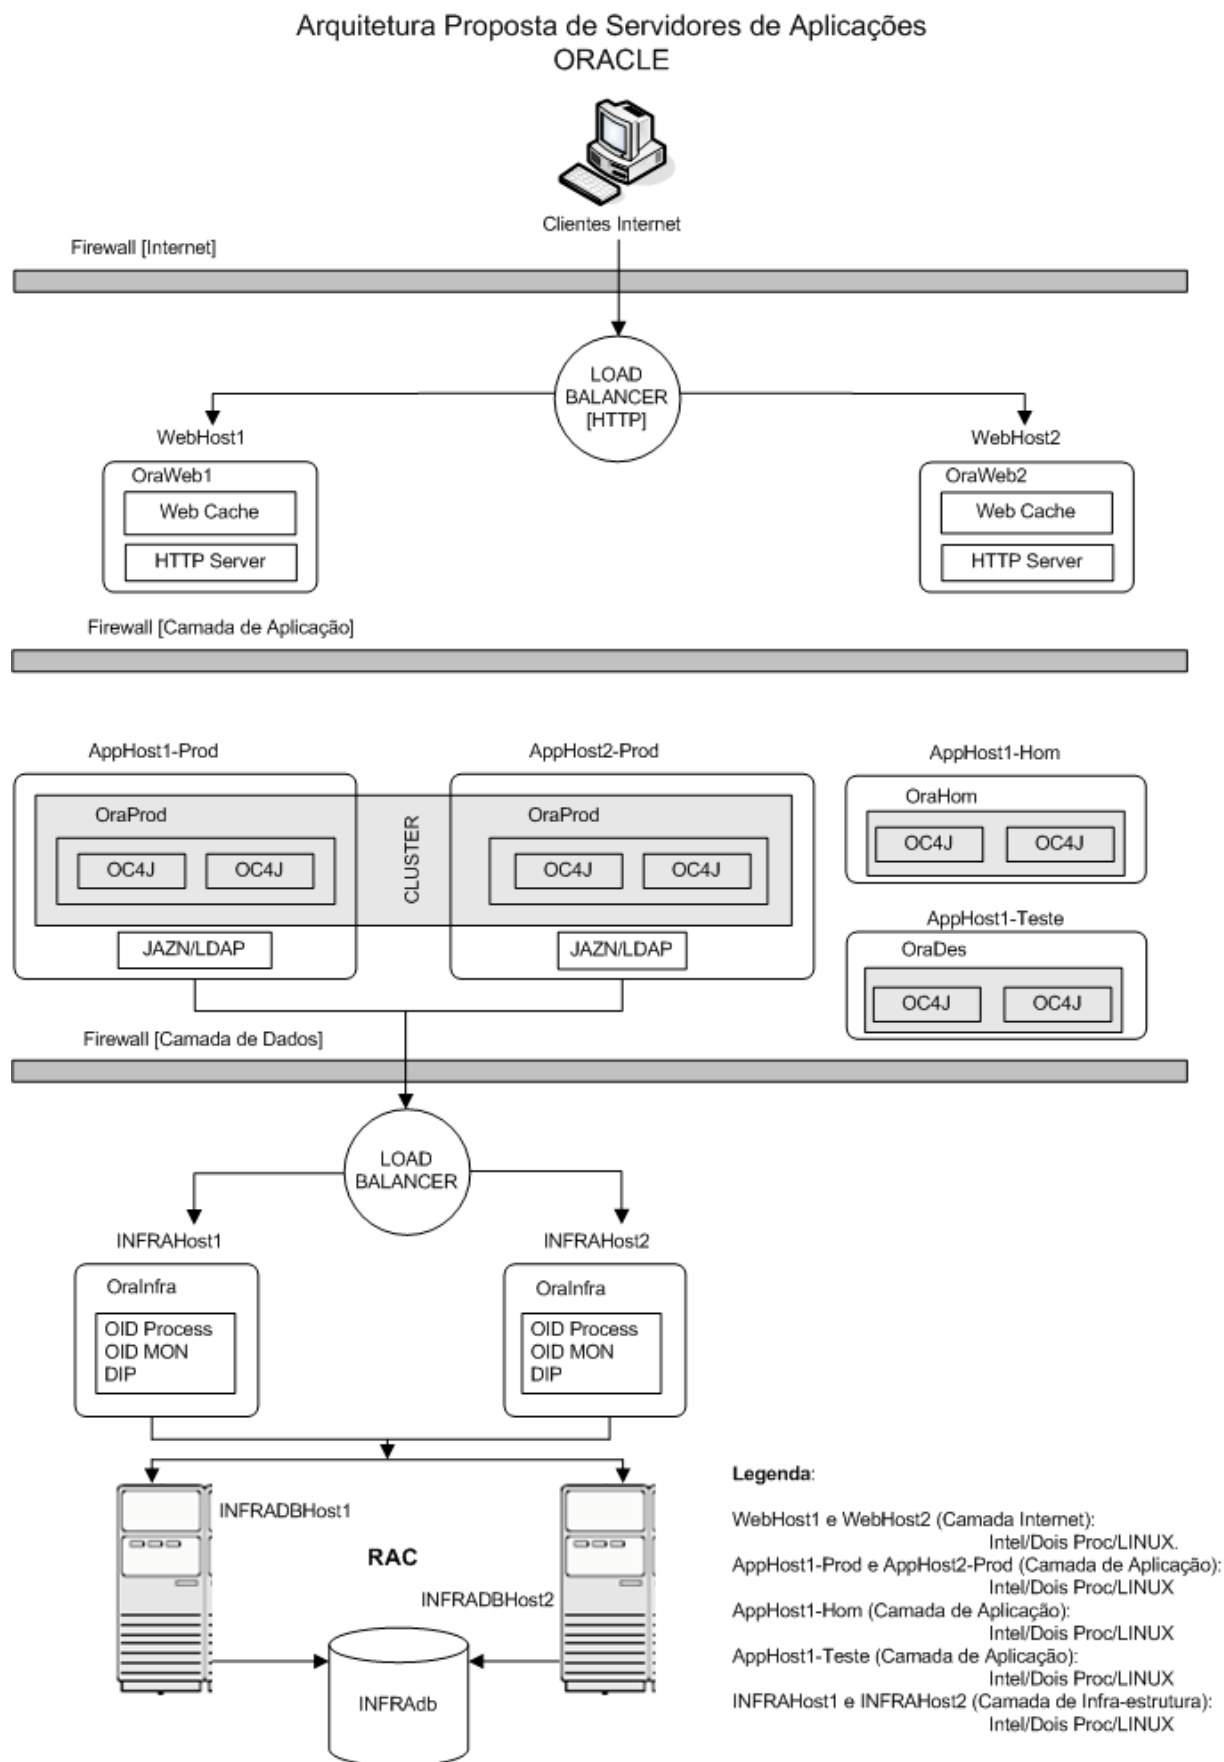 Arquitetura Proposta de Servidores de Aplicações
ORACLE
Clientes Internet
Firewall [Internet]
LOAD
BALANCER
[HTTP]
WebHost1
WebHost2
OraWeb1
Web Cache
HTTP Server
OraWeb2
Web Cache
HTTP Server
Firewall [Camada de Aplicação]
AppHost1-Prod
AppHost2-Prod
AppHost1-Hom
OraProd
OC4J
OC4J
CLUSTER
OraProd
OC4J
OC4J
OraHom
OC4J
OC4J
JAZN/LDAP
JAZN/LDAP
AppHost1-Teste
OraDes
OC4J
OC4J
Firewall [Camada de Dados]
LOAD
BALANCER
INFRAHost1
INFRAHost2
OraInfra
OID Process
OID MON
DIP
OraInfra
OID Process
OID MON
DIP
INFRADBHost1
RAC
INFRADBHost2
INFRAdb
Legenda:
WebHost1 e WebHost2 (Camada Internet):
Intel/Dois Proc/LINUX.
AppHost1-Prod e AppHost2-Prod (Camada de Aplicação):
Intel/Dois Proc/LINUX
AppHost1-Hom (Camada de Aplicação):
Intel/Dois Proc/LINUX
AppHost1-Teste (Camada de Aplicação):
Intel/Dois Proc/LINUX
INFRAHost1 e INFRAHost2 (Camada de Infra-estrutura):
Intel/Dois Proc/LINUX